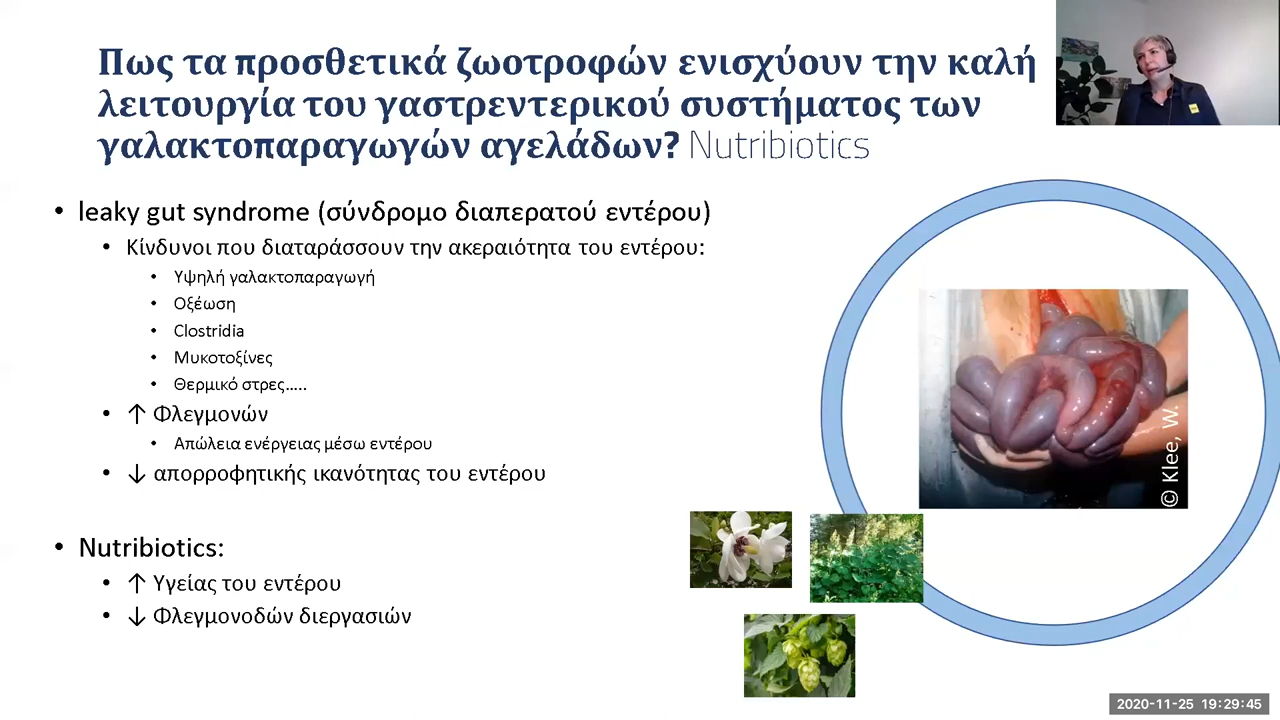 Πως τα προσθετικά ζωοτροφών ενισχύουν την καλή
λειτουργία του γαστρεντερικού συστήματος των
γαλακτοπαραγωγών αγελάδων? Nutribiotics
• leaky gut syndrome (σύνδρομο διαπερατού εντέρου)
• Κίνδυνοι που διαταράσσουν την ακεραιότητα του εντέρου:
• Υψηλή γαλακτοπαραγωγή
• Οξέωση
• Clostridia
• Μυκοτοξίνες
• Θερμικό στρες.....
• ↑ Φλεγμονών
• Απώλεια ενέργειας μέσω εντέρου
• ↓ απορροφητικής ικανότητας του εντέρου
• Nutribiotics:
• ↑ Υγείας του εντέρου
• ↓ Φλεγμονοδών διεργασιών
© Klee, W.
2020-11-25 19:29:45